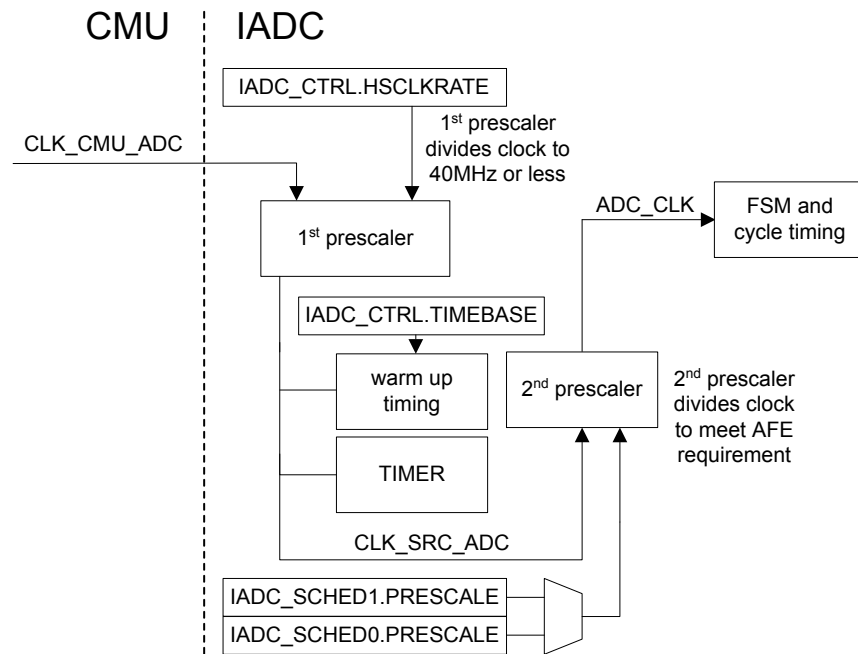 CMU
IADC
IADC_CTRL.HSCLKRATE
CLK_CMU_ADC
1st prescaler
divides clock to
40MHz or less
1st prescaler
ADC_CLK
FSM and
cycle timing
IADC_CTRL.TIMEBASE
warm up
timing
2nd prescaler
2nd prescaler
divides clock
to meet AFE
requirement
TIMER
CLK_SRC_ADC
IADC_SCHED1.PRESCALE
IADC_SCHED0.PRESCALE